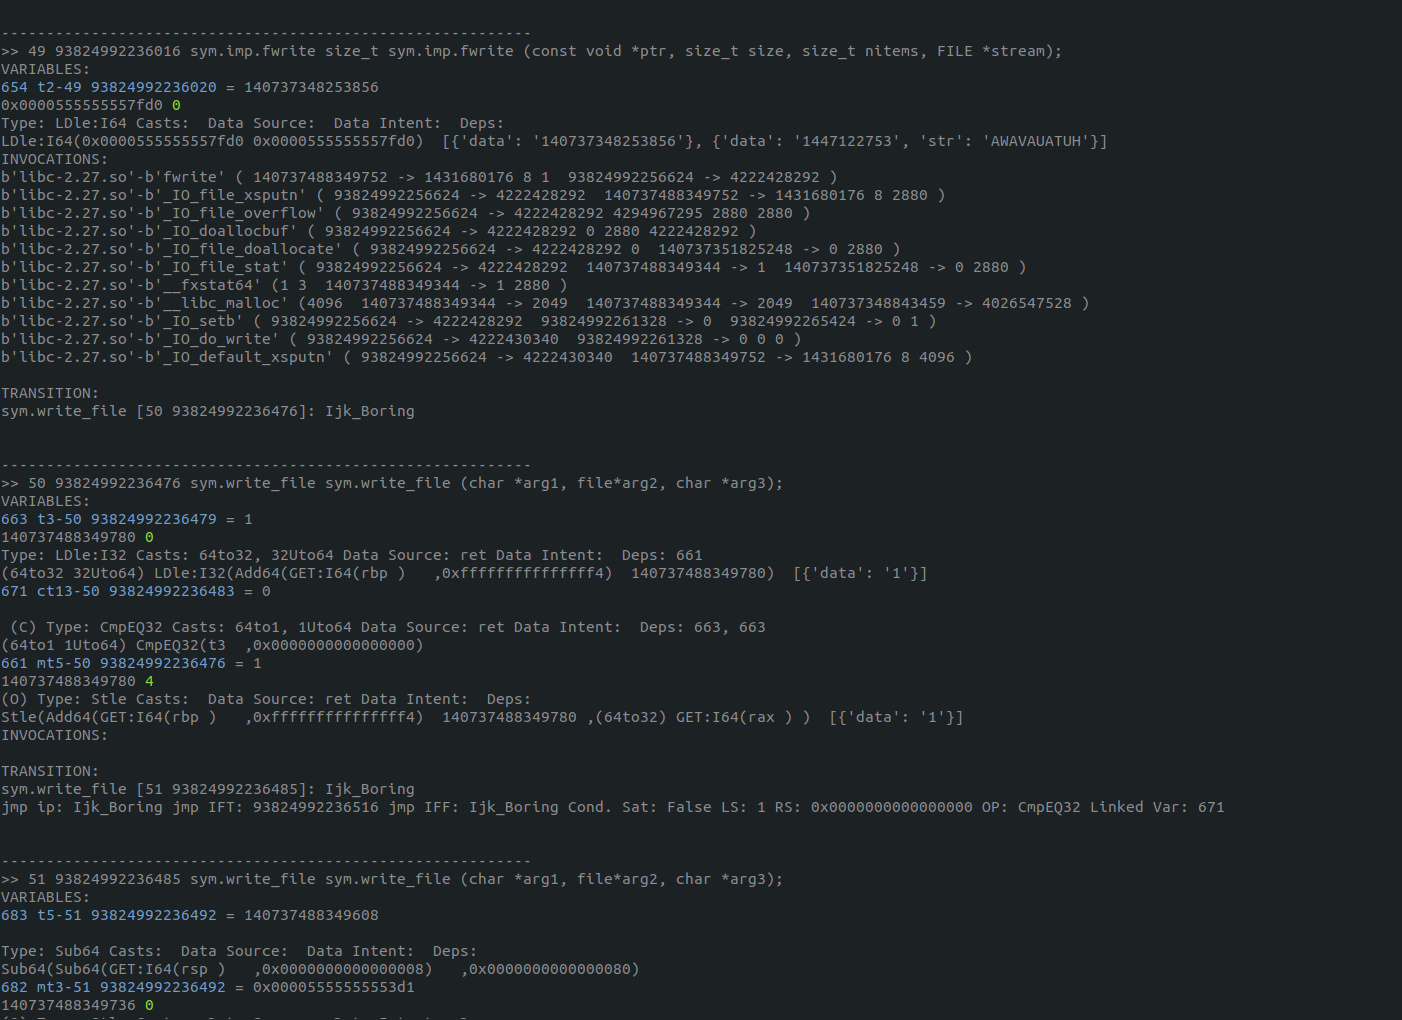 -----------------------------------------------------------
>> 49 93824992236016 sym.imp.fwrite size_t sym.imp.fwrite (const void *ptr, size_t size, size_t nitems, FILE *stream);
VARIABLES:
654 t2-49 93824992236020 = 140737348253856
0x0000555555557fd0 0
Type: LDle:I64 Casts:  Data Source:  Data Intent:  Deps:
LDle:I64(0x0000555555557fd0 0x0000555555557fd0)  [{'data': '140737348253856'}, {'data': '1447122753', 'str': 'AWAVAUATUH'}]
INVOCATIONS:
b'libc-2.27.so'-b'fwrite' ( 140737488349752 -> 1431680176 8 1  93824992256624 -> 4222428292 )
b'libc-2.27.so'-b'_IO_file_xsputn' ( 93824992256624 -> 4222428292  140737488349752 -> 1431680176 8 2880 )
b'libc-2.27.so'-b'_IO_file_overflow' ( 93824992256624 -> 4222428292 4294967295 2880 2880 )
b'libc-2.27.so'-b'_IO_doallocbuf' ( 93824992256624 -> 4222428292 0 2880 4222428292 )
b'libc-2.27.so'-b'_IO_file_doallocate' ( 93824992256624 -> 4222428292 0  140737351825248 -> 0 2880 )
b'libc-2.27.so'-b'_IO_file_stat' ( 93824992256624 -> 4222428292  140737488349344 -> 1  140737351825248 -> 0 2880 )
b'libc-2.27.so'-b'__fxstat64' (1 3  140737488349344 -> 1 2880 )
b'libc-2.27.so'-b'__libc_malloc' (4096  140737488349344 -> 2049  140737488349344 -> 2049  140737348843459 -> 4026547528 )
b'libc-2.27.so'-b'_IO_setb' ( 93824992256624 -> 4222428292  93824992261328 -> 0  93824992265424 -> 0 1 )
b'libc-2.27.so'-b'_IO_do_write' ( 93824992256624 -> 4222430340  93824992261328 -> 0 0 0 )
b'libc-2.27.so'-b'_IO_default_xsputn' ( 93824992256624 -> 4222430340  140737488349752 -> 1431680176 8 4096 )
TRANSITION:
sym.write_file [50 93824992236476]: Ijk_Boring
-----------------------------------------------------------
>> 50 93824992236476 sym.write_file sym.write_file (char *arg1, file*arg2, char *arg3);
VARIABLES:
663 t3-50 93824992236479 = 1
140737488349780 0
Type: LDle:I32 Casts: 64to32, 32Uto64 Data Source: ret Data Intent:  Deps: 661
(64to32 32Uto64) LDle:I32(Add64(GET:I64(rbp )   ,0xfffffffffffffff4)  140737488349780)  [{'data': '1'}]
671 ct13-50 93824992236483 = 0
 (C) Type: CmpEQ32 Casts: 64to1, 1Uto64 Data Source: ret Data Intent:  Deps: 663, 663
(64to1 1Uto64) CmpEQ32(t3  ,0x0000000000000000)
661 mt5-50 93824992236476 = 1
140737488349780 4
(O) Type: Stle Casts:  Data Source: ret Data Intent:  Deps:
Stle(Add64(GET:I64(rbp )   ,0xfffffffffffffff4)  140737488349780 ,(64to32) GET:I64(rax ) )  [{'data': '1'}]
INVOCATIONS:
TRANSITION:
sym.write_file [51 93824992236485]: Ijk_Boring
jmp ip: Ijk_Boring jmp IFT: 93824992236516 jmp IFF: Ijk_Boring Cond. Sat: False LS: 1 RS: 0x0000000000000000 OP: CmpEQ32 Linked Var: 671
-----------------------------------------------------------
>> 51 93824992236485 sym.write_file sym.write_file (char *arg1, file*arg2, char *arg3);
VARIABLES:
683 t5-51 93824992236492 = 140737488349608
Type: Sub64 Casts:  Data Source:  Data Intent:  Deps:
Sub64(Sub64(GET:I64(rsp )   ,0x0000000000000008)   ,0x0000000000000080)
682 mt3-51 93824992236492 = 0x00005555555553d1
140737488349736 0